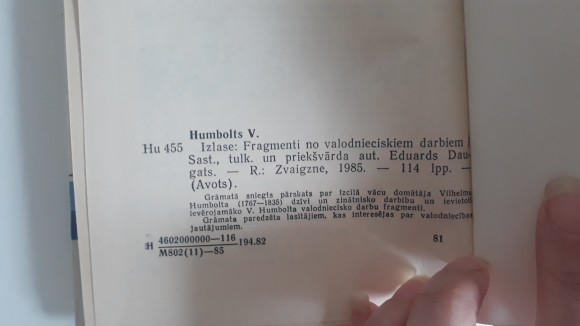 Humbolts V.
Hu 455 Izlase: Fragmenti no valodnieciskiem darbiem /
Sast., tulk. un priekšvārda aut. Eduards Dau-
gats. — R.: Zvaigzne, 1985. — 114 lpp. —
(Avots).
Grāmatā sniegts pārskats par izcilā vācu domātāja Vilhelma
Humbolta (1767—1835) dzīvi un zinātnisko darbību un ievietoti
ievērojamāko V. Humbolta valodniecisko darbu fragmenti.
Grāmata paredzēta lasītājiem, kas interesējas par valodniecības
jautājumiem.
H 4602000000—116 194.82 81
M802(11)—85